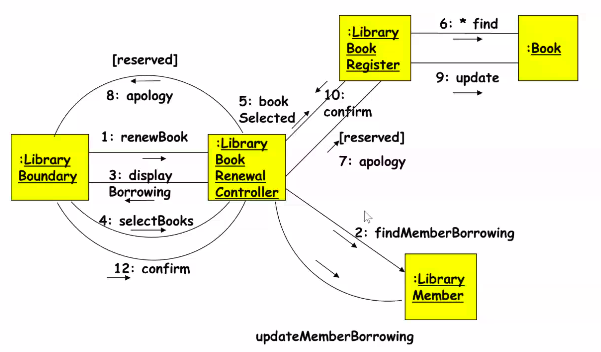 6: * find
:Library
Book
Register
:Book
[reserved]
9: update
8: apology
5: book
Selected
10:
confirm
1: renewBook
[reserved]
:Library
Book
Renewal
Controller
:Library
Boundary
7: apology
3: display
Borrowing
4: selectBooks
2: findMemberBorrowing
12: confirm
:Library
Member
updateMemberBorrowing